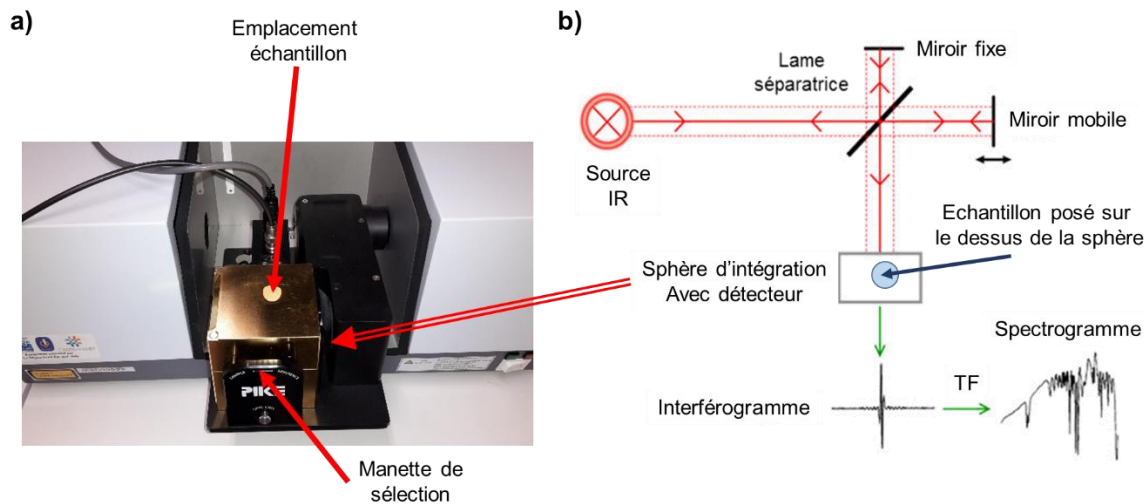 a)
Emplacement
échantillon
PIKE
Manette de
sélection
Sphère d'intégration
Avec détecteur
b)
Miroir fixe
Lame
séparatrice
Miroir mobile
Source
IR
Echantillon posé sur
le dessus de la sphère
Spectrogramme
Interférogramme
TF